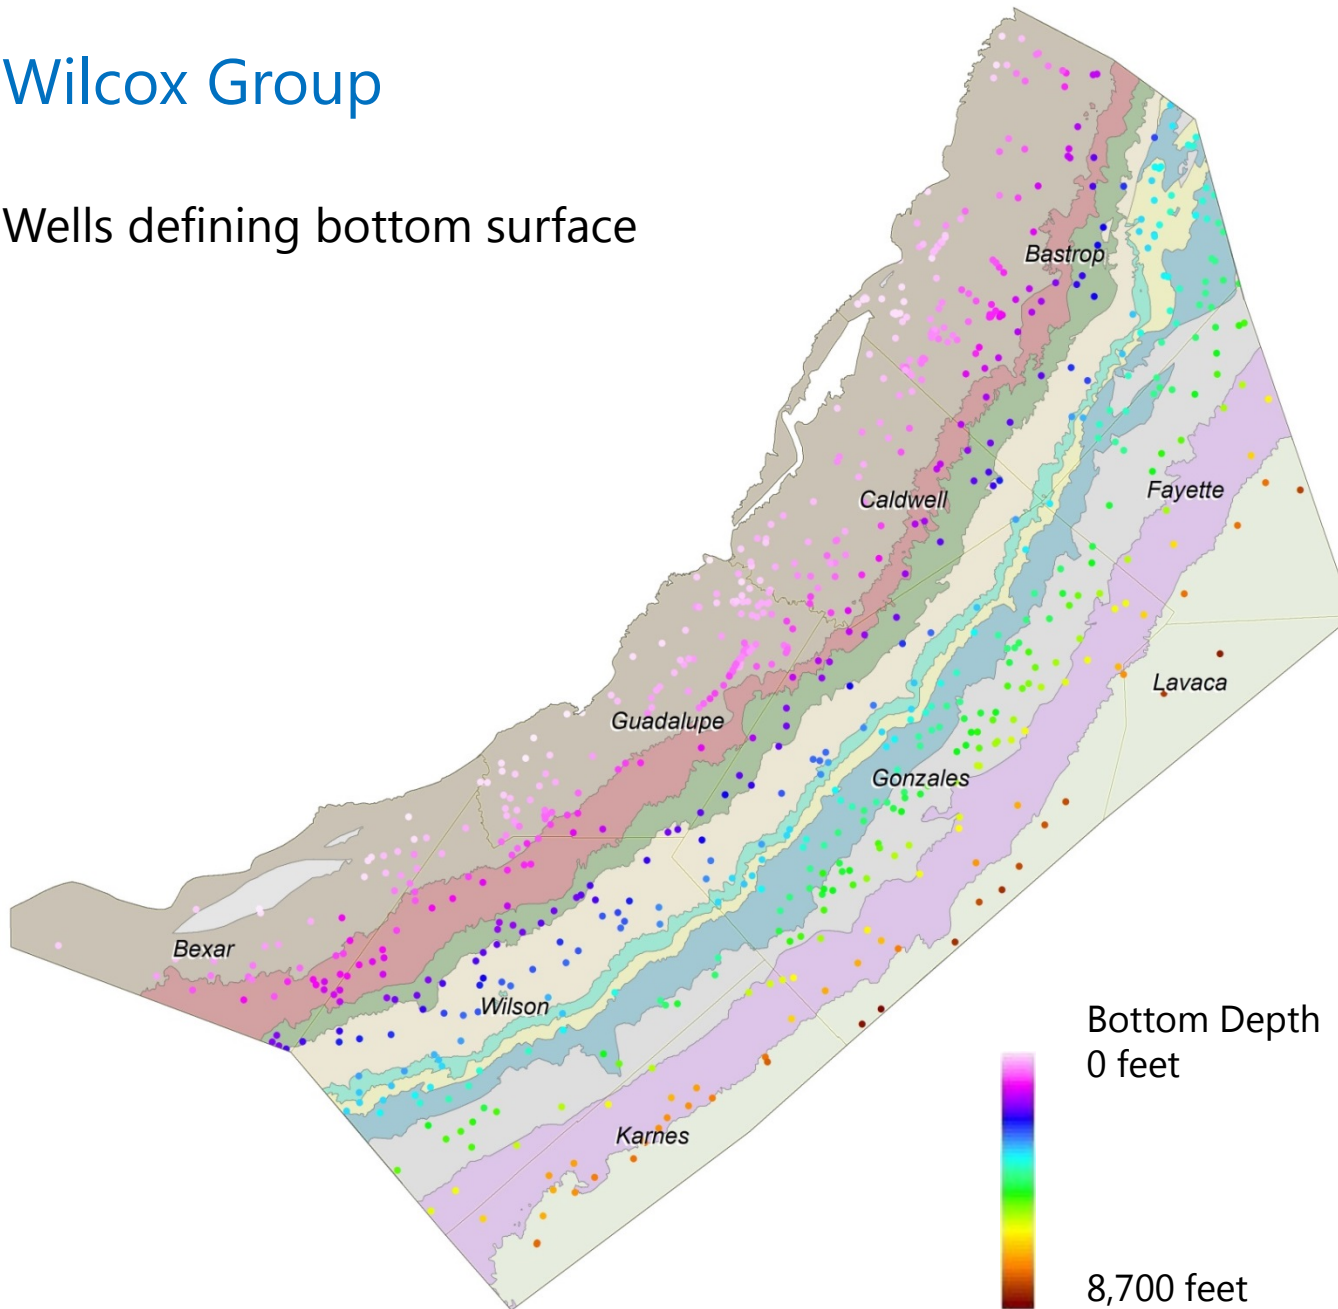 Wilcox Group
Wells defining bottom surface
Bastrop
Caldwell
Fayette
Lavaca
Guadalupe
Gonzales
Bexar
Wilson
Karnes
Bottom Depth
0 feet
8,700 feet